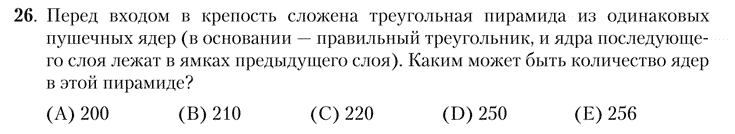 26. Перед входом в крепость сложена треугольная пирамида из одинаковых
пушечных ядер (в основании — правильный треугольник, и ядра последующе-
го слоя лежат в ямках предыдущего слоя). Каким может быть количество ядер
в этой пирамиде?
(A) 200 (B) 210 (C) 220 (D) 250 (E) 256